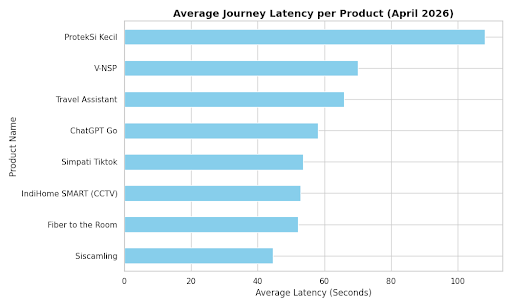 Average Journey Latency per Product (April 2026)
Product Name
ProtekSi Kecil
V-NSP
Travel Assistant
ChatGPT Go
Simpati Tiktok
IndiHome SMART (CCTV)
Fiber to the Room
Siscamling
0 20 40 60 80 100
Average Latency (Seconds)